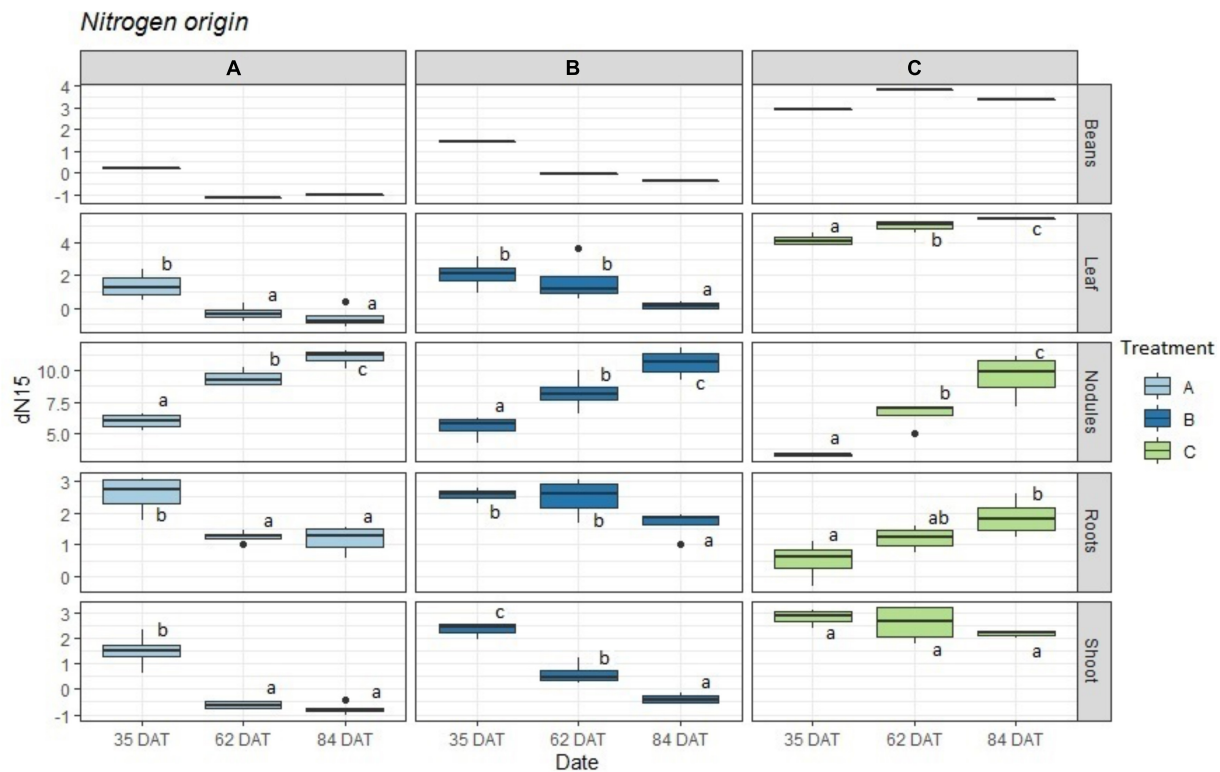 Nitrogen origin
A B C
4
3
2
1
0
-1
Beans
4
2
0
b a a
b b a
a b c
Leaf
10.0
7.5
5.0
a b c
a b c
a b c
Nodules
3
2
1
0
b a a
b b a
a ab b
Roots
3
2
1
0
-1
b a a
c b a
a a a
Shoot
dN15
35 DAT 62 DAT 84 DAT 35 DAT 62 DAT 84 DAT 35 DAT 62 DAT 84 DAT
Date
Treatment
A
B
C